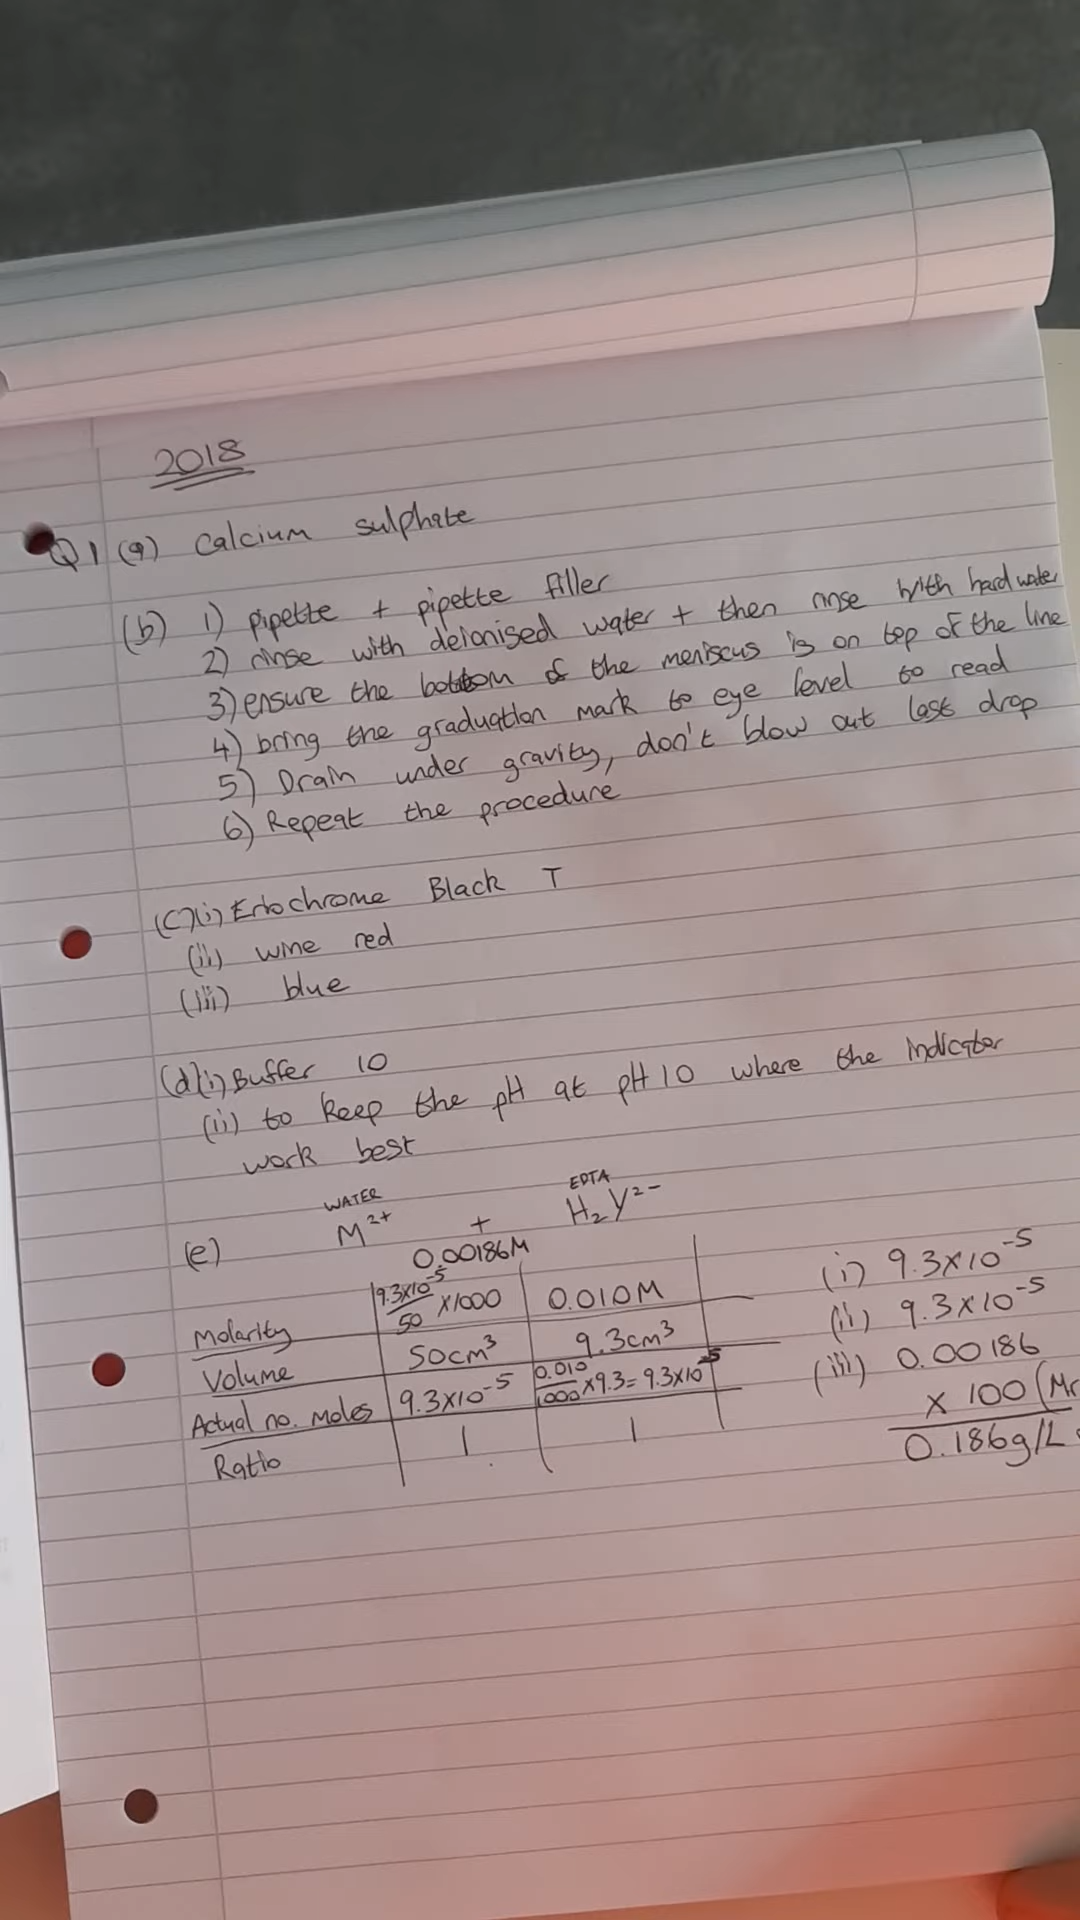 2018
Q1 (a) Calcium sulphate
(b) 1) pipette + pipette filler
2) rinse with deionised water + then rinse with hard water
3) ensure the bottom of the meniscus is on top of the line
4) bring the graduation mark to eye level to read
5) Drain under gravity, don't blow out last drop
6) Repeat the procedure
(c)(i) Eriochrome Black T
(ii) wine red
(iii) blue
(d)(i) Buffer 10
(ii) to keep the pH at pH 10 where the indicator
work best
WATER EDTA
(e) M²⁺ + H₂Y²⁻
0.00186M
Molarity 9.3x10⁻⁵/50 x1000 0.010M
Volume 50cm³ 9.3cm³
Actual no. Moles 9.3x10⁻⁵ 0.010/1000 x9.3= 9.3x10⁻⁵
Ratio 1 1
(i) 9.3x10⁻⁵
(ii) 9.3x10⁻⁵
(iii) 0.00186
x 100 (Mr
0.186g/L